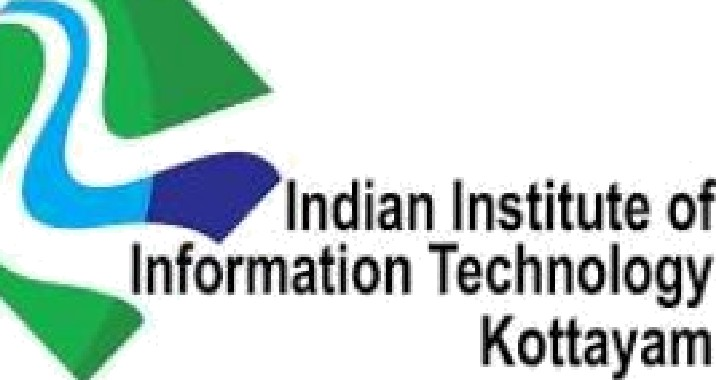 Indian Institute of
Information Technology
Kottayam